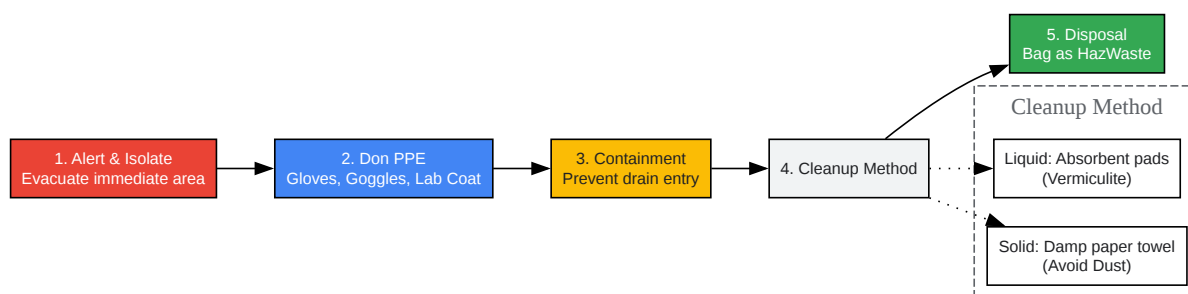 1. Alert & Isolate
Evacuate immediate area
2. Don PPE
Gloves, Goggles, Lab Coat
3. Containment
Prevent drain entry
4. Cleanup Method
5. Disposal
Bag as HazWaste
Cleanup Method
Liquid: Absorbent pads
(Vermiculite)
Solid: Damp paper towel
(Avoid Dust)